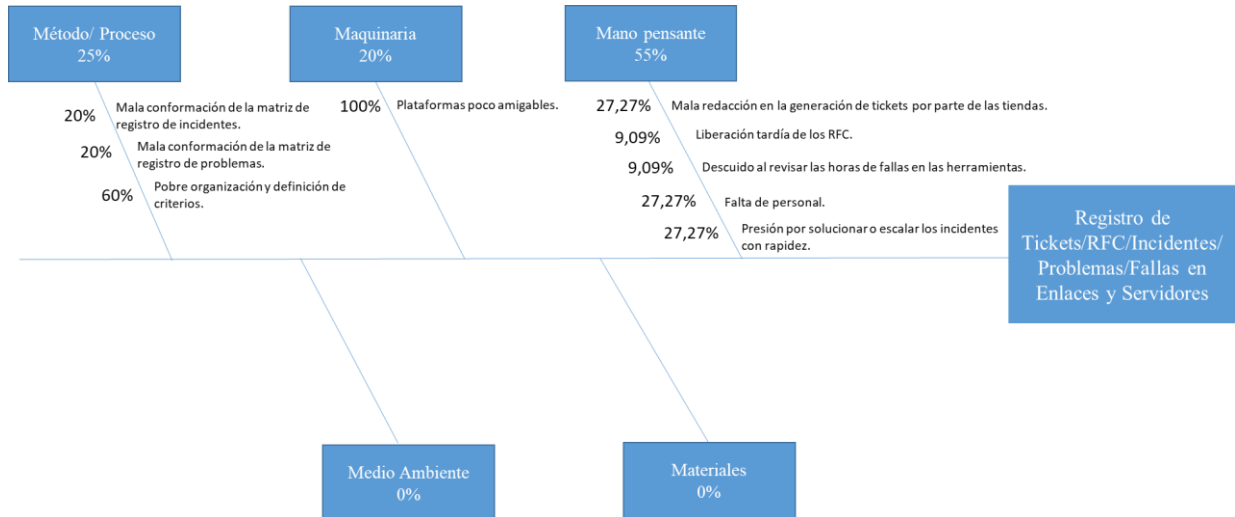 Método/ Proceso
25%
Maquinaria
20%
Mano pensante
55%
20%
Mala conformación de la matriz de
registro de incidentes.
20%
Mala conformación de la matriz de
registro de problemas.
60%
Pobre organización y definición de
criterios.
100%
Plataformas poco amigables.
27,27%
Mala redacción en la generación de tickets por parte de las tiendas.
9,09%
Liberación tardía de los RFC.
9,09%
Descuido al revisar las horas de fallas en las herramientas.
27,27%
Falta de personal.
27,27%
Presión por solucionar o escalar los incidentes
con rapidez.
Registro de
Tickets/RFC/Incidentes/
Problemas/Fallas en
Enlaces y Servidores
Medio Ambiente
0%
Materiales
0%